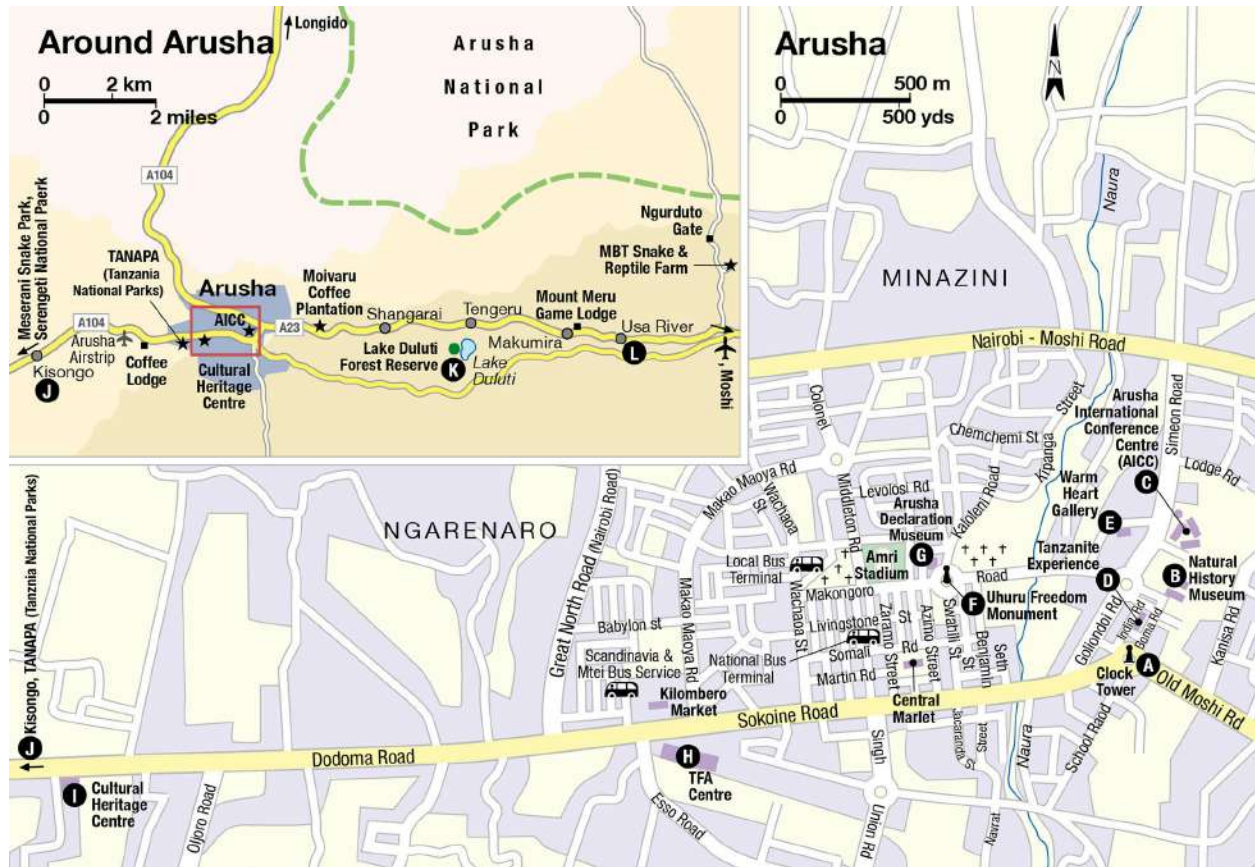 Around Arusha
0 2 km
0 2 miles
Longido
Arusha
National
Park
A104
Meserani Snake Park,
Serengeti National Paerk
TANAPA
(Tanzania
National Parks)
Arusha
AICC
A104
Arusha
Airstrip
Kisongo
J
Coffee
Lodge
Cultural
Heritage
Centre
A23
Moivaru
Coffee
Plantation
Shangarai
Tengeru
Lake Duluti
Forest Reserve
K
Lake
Duluti
Makumira
Mount Meru
Game Lodge
Usa River
L
Ngurduto
Gate
MBT Snake &
Reptile Farm
, Moshi
Arusha
0 500 m
0 500 yds
N
Naura
MINAZINI
Nairobi - Moshi Road
Colonel
Middleton Rd
Chemchemi St
Krpanga
Street
Arusha
International
Conference
Centre
(AICC)
C
Simeon Road
Lodge Rd
Warm
Heart
Gallery
E
Tanzanite
Experience
D
B
Natural
History
Museum
Makao Maoya Rd
Wachaoa
St
Levolosi Rd
Arusha
Declaration
Museum
G
Kaloleni Road
NGARENARO
Great North Road (Nairobi Road)
Local Bus
Terminal
Amri
Stadium
Makongoro
Road
F
Uhuru Freedom
Monument
Makao Maoya Rd
Wachaoa St
Babylon st
Livingstone
St
Somali
Rd
Zaramo Street
Azimo
Street
Swahili
St
Benjamin
Seth
Street
Goliondoi Rd
India Rd
Boma Rd
Kanisa Rd
A
Clock
Tower
Old Moshi Rd
Scandinavia &
Mtei Bus Service
National Bus
Terminal
Martin Rd
Kilombero
Market
Central
Marlet
Sokoine Road
Dodoma Road
J
Kisongo, TANAPA (Tanznia National Parks)
I
Cultural
Heritage
Centre
Oljoro Road
H
TFA
Centre
Esso Road
Singh
Union Rd
Jacaranda St
Navrat
Naura
School Raod